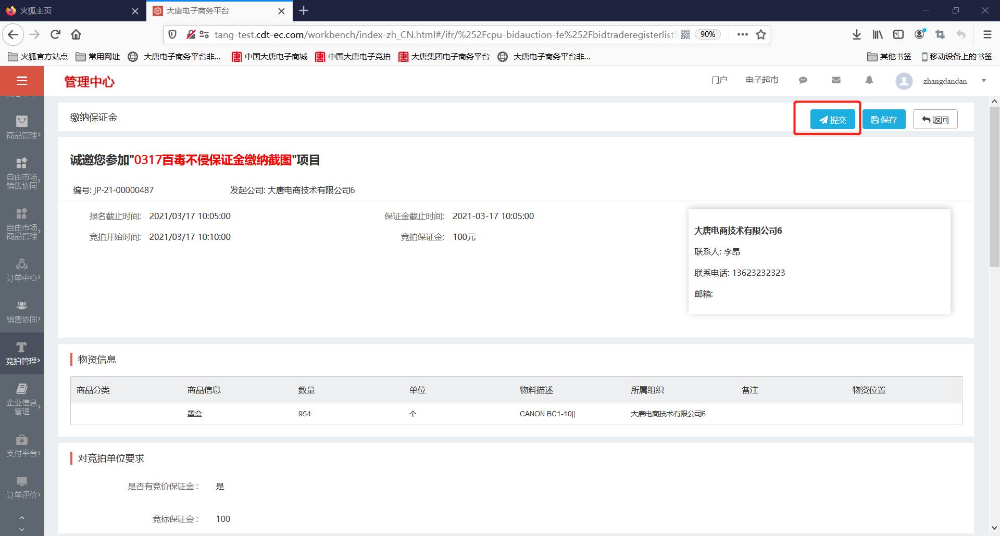 火狐主页
大唐电子商务平台
tang-test.cdt-ec.com/workbench/index-zh_CN.html#/ifr/%252Fcpu-bidauction-fe%252Fbidtraderegisterlist%
90%
火狐官方站点
常用网址
大唐电子商务平台非...
中国大唐电子商城
中国大唐电子竞拍
大唐集团电子商务平台
大唐电子商务平台非...
其他书签
移动设备上的书签
管理中心
门户
电子超市
zhangdandan
商品管理
自由市场
销售协同
自由市场
商品管理
订单中心
销售协同
竞拍管理
企业信息
管理
支付平台
订单评价
缴纳保证金
提交
保存
返回
诚邀您参加"0317百毒不侵保证金缴纳截图"项目
编号: JP-21-00000487
发起公司: 大唐电商技术有限公司6
报名截止时间: 2021/03/17 10:05:00
保证金截止时间: 2021-03-17 10:05:00
竞拍开始时间: 2021/03/17 10:10:00
竞拍保证金: 100元
大唐电商技术有限公司6
联系人: 李昂
联系电话: 13623232323
邮箱:
物资信息
商品分类 商品信息 数量 单位 物料描述 所属组织 备注 物资位置
墨盒 954 个 CANON BC1-10|| 大唐电商技术有限公司6
对竞拍单位要求
是否有竞价保证金 : 是
竞标保证金 : 100